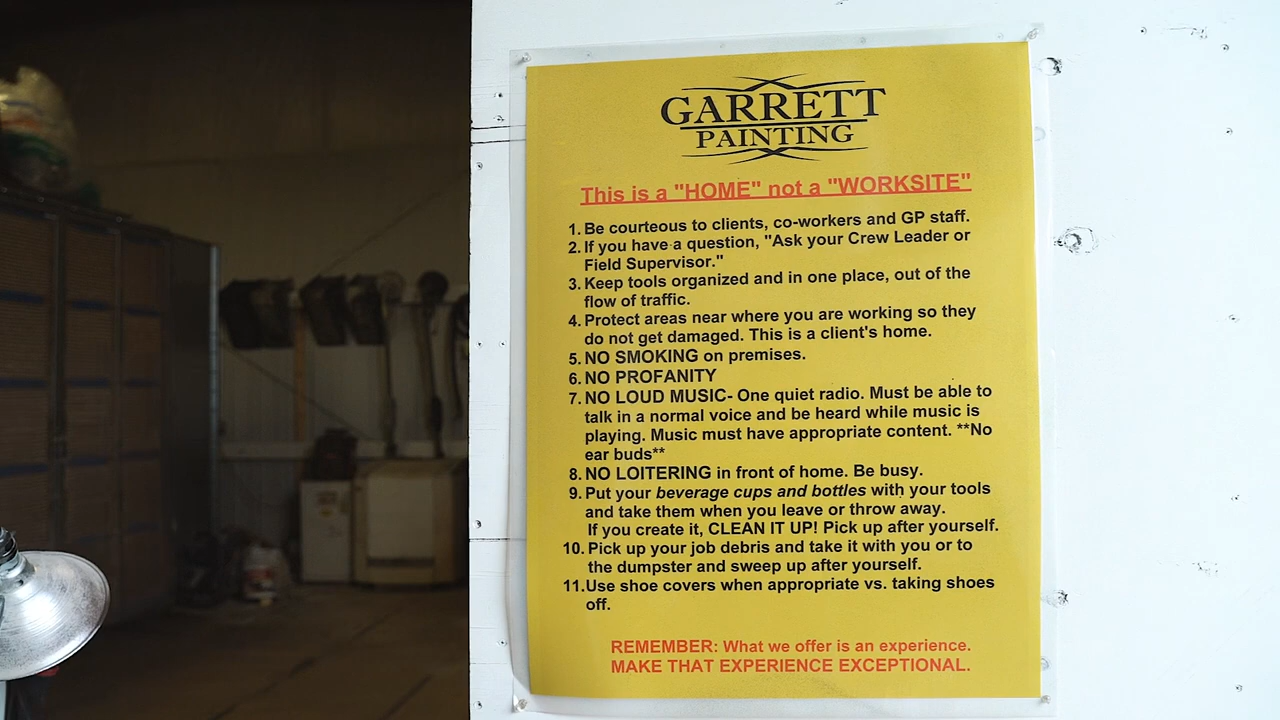 GARRETT
PAINTING
This is a "HOME" not a "WORKSITE"
1. Be courteous to clients, co-workers and GP staff.
2. If you have a question, "Ask your Crew Leader or
Field Supervisor."
3. Keep tools organized and in one place, out of the
flow of traffic.
4. Protect areas near where you are working so they
do not get damaged. This is a client's home.
5. NO SMOKING on premises.
6. NO PROFANITY
7. NO LOUD MUSIC- One quiet radio. Must be able to
talk in a normal voice and be heard while music is
playing. Music must have appropriate content. **No
ear buds**
8. NO LOITERING in front of home. Be busy.
9. Put your beverage cups and bottles with your tools
and take them when you leave or throw away.
If you create it, CLEAN IT UP! Pick up after yourself.
10. Pick up your job debris and take it with you or to
the dumpster and sweep up after yourself.
11.Use shoe covers when appropriate vs. taking shoes
off.
REMEMBER: What we offer is an experience.
MAKE THAT EXPERIENCE EXCEPTIONAL.